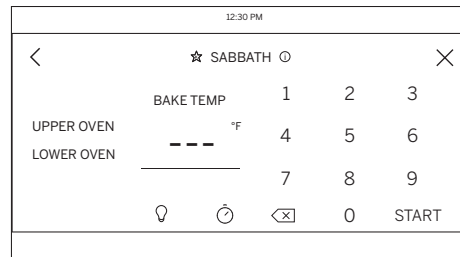 12:30 PM
SABBATH
BAKE TEMP
UPPER OVEN
LOWER OVEN
--- °F
1 2 3
4 5 6
7 8 9
0 START